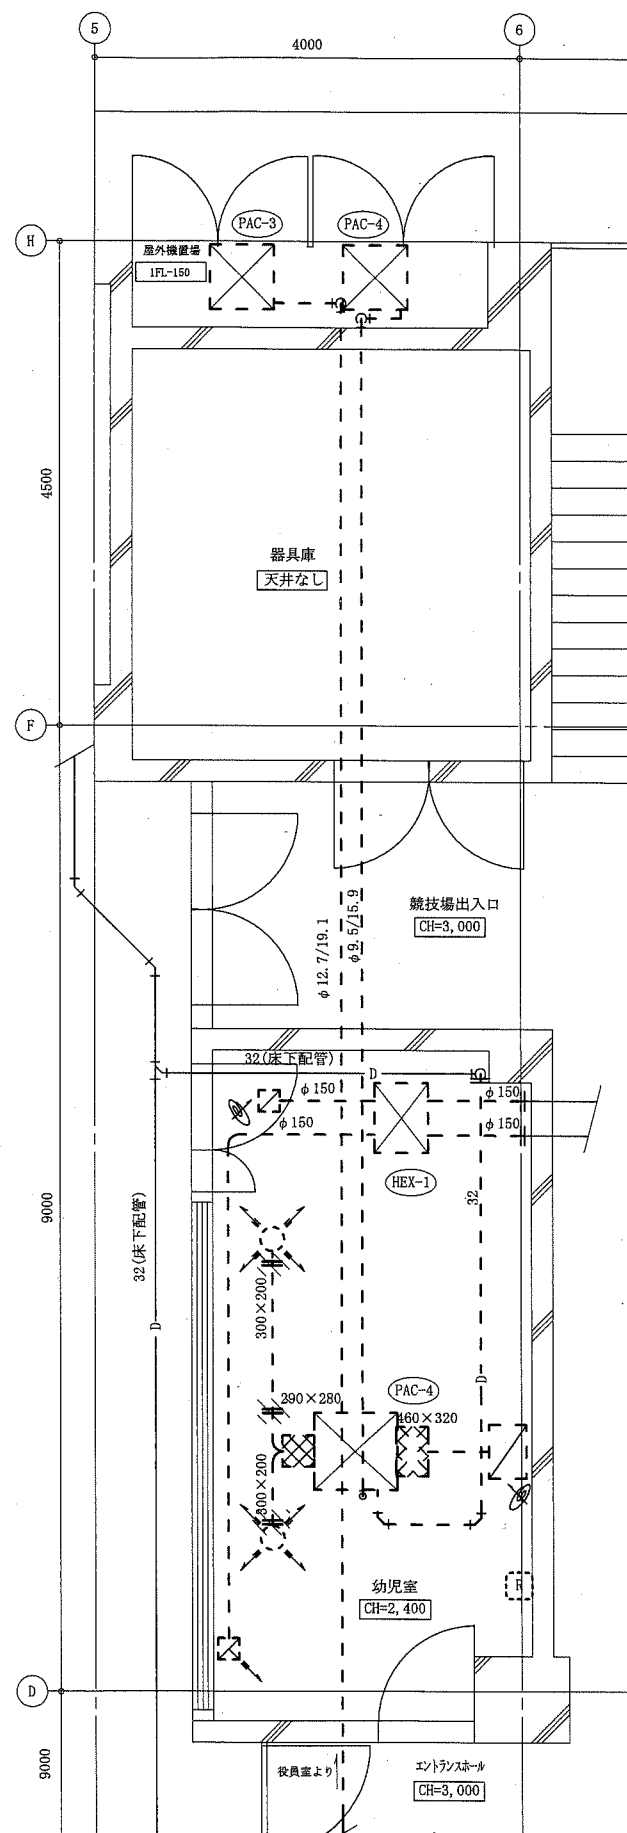 5
6
4000
H
PAC-3
PAC-4
屋外機置場
1FL-150
4500
器具庫
天井なし
F
競技場出入口
CH=3,000
φ12.7/19.1
φ9.5/15.9
32(床下配管)
D
φ150
φ150
φ150
φ150
HEX-1
32
9000
32(床下配管)
D
300×200
D
PAC-4
290×280
460×320
300×200
幼児室
CH=2,400
R
D
9000
役員室より
エントランスホール
CH=3,000